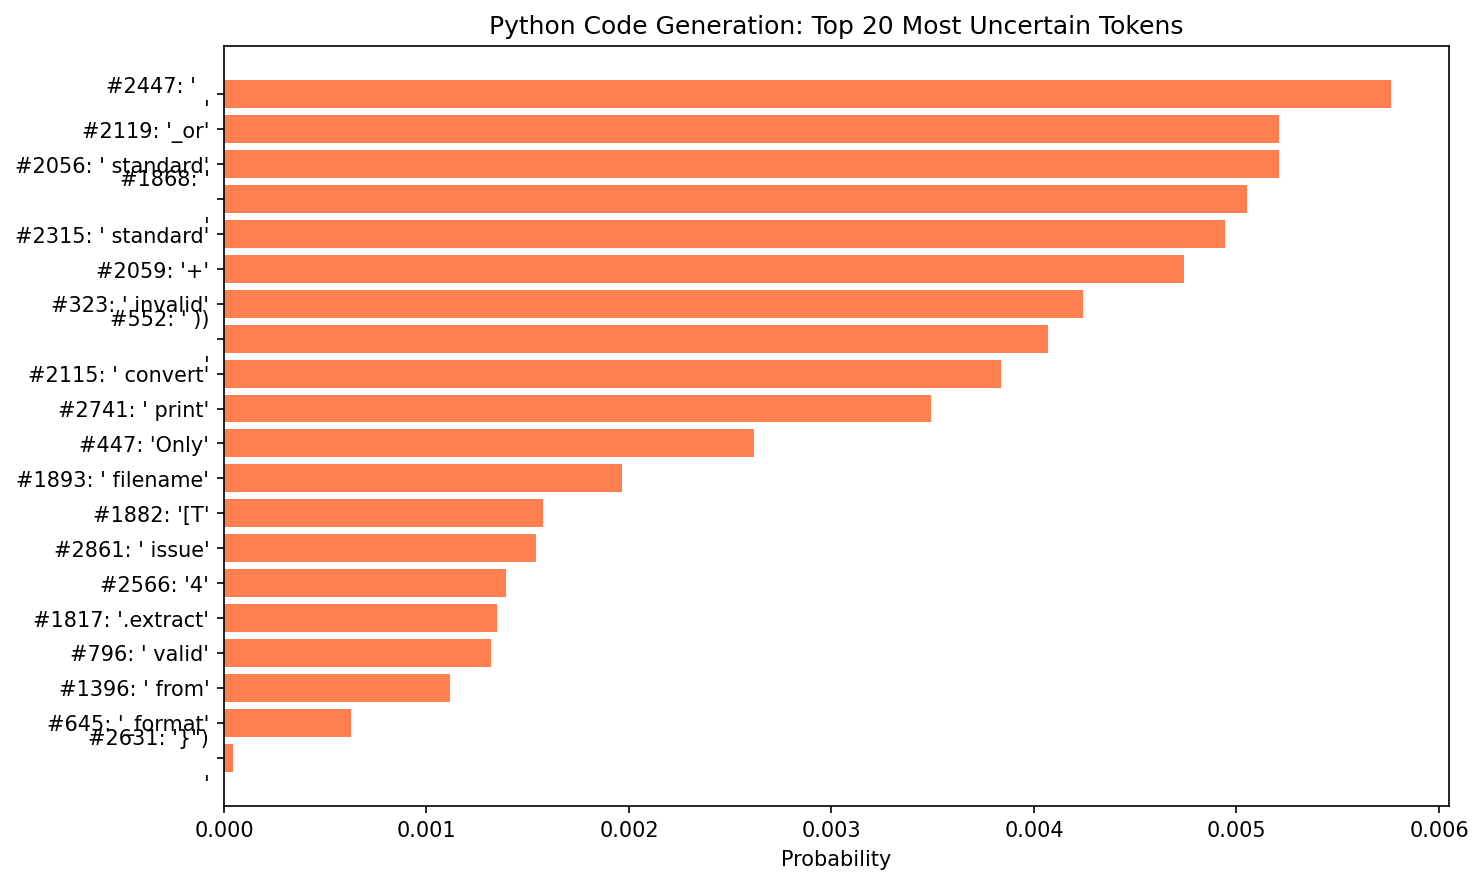 Python Code Generation: Top 20 Most Uncertain Tokens
#2447: '
'
#2119: '_or'
#2056: ' standard'
#1868: '
'
#2315: ' standard'
#2059: '+'
#323: ' invalid'
#552: ' ))
'
#2115: ' convert'
#2741: ' print'
#447: 'Only'
#1893: ' filename'
#1882: '[T'
#2861: ' issue'
#2566: '4'
#1817: '.extract'
#796: ' valid'
#1396: ' from'
#645: '_format'
#2631: '}")
'
0.000 0.001 0.002 0.003 0.004 0.005 0.006
Probability